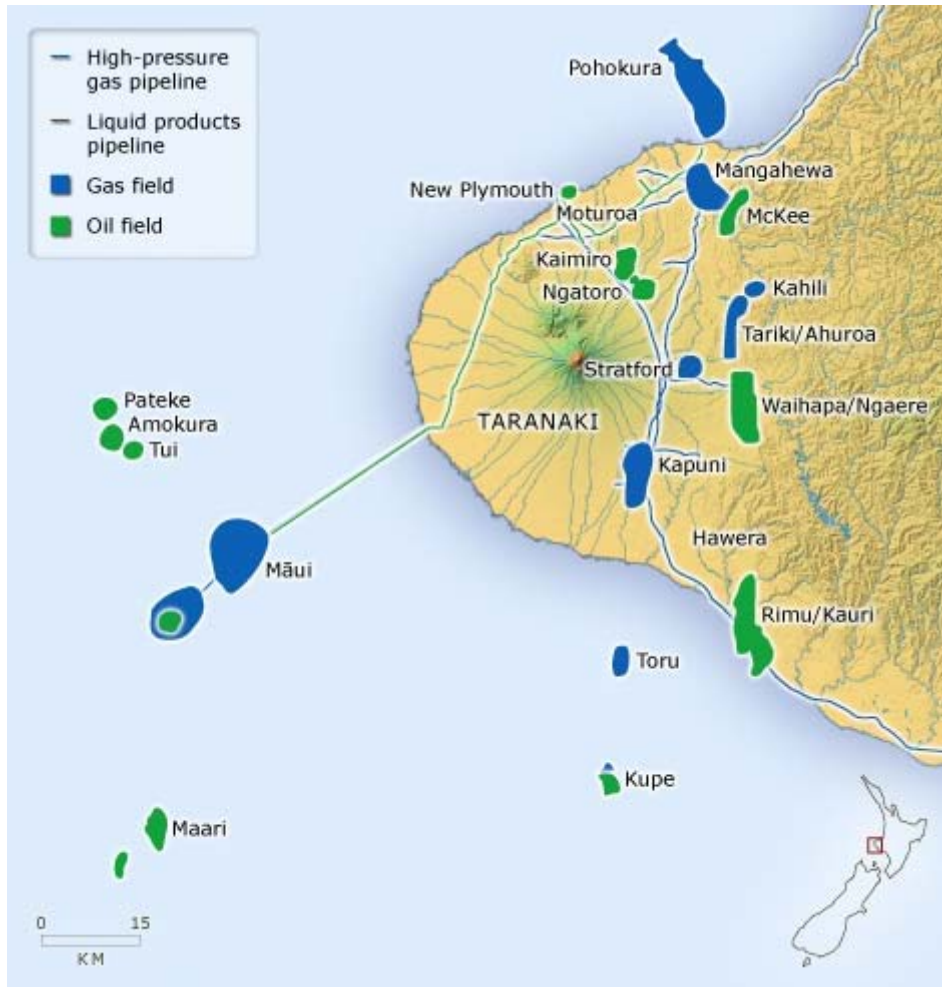 High-pressure
gas pipeline
Liquid products
pipeline
Gas field
Oil field
Pohokura
Mangahewa
New Plymouth
McKee
Moturoa
Kaimiro
Ngatoro
Kahili
Tariki/Ahuroa
Stratford
Waihapa/Ngaere
Pateke
Amokura
Tui
TARANAKI
Kapuni
Hawera
Māui
Rimu/Kauri
Toru
Kupe
Maari
0 15
KM